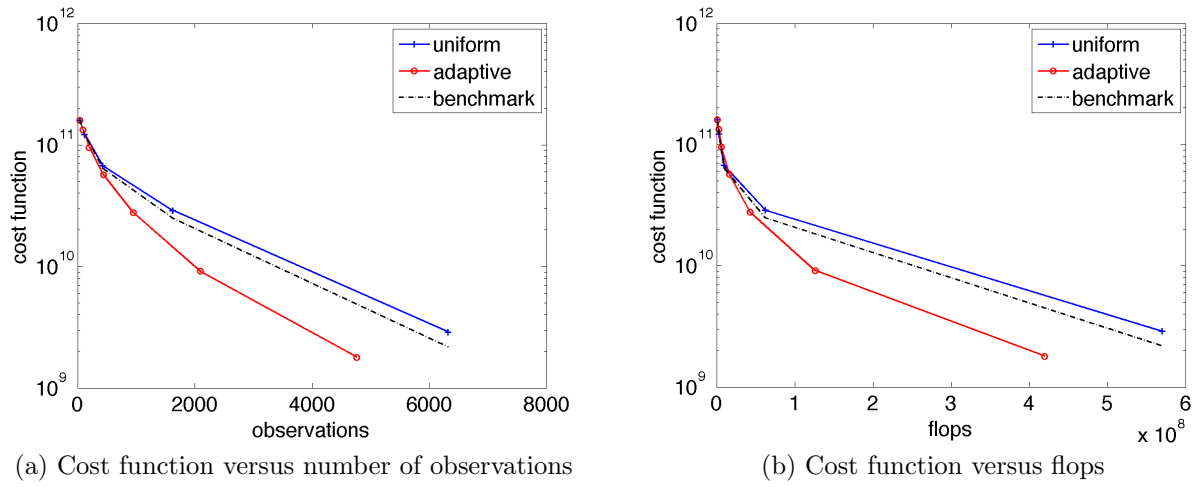 10^12
10^11
10^10
10^9
cost function
0 2000 4000 6000 8000
observations
uniform
adaptive
benchmark
(a) Cost function versus number of observations
10^12
10^11
10^10
10^9
cost function
0 1 2 3 4 5 6
flops
x 10^8
uniform
adaptive
benchmark
(b) Cost function versus flops